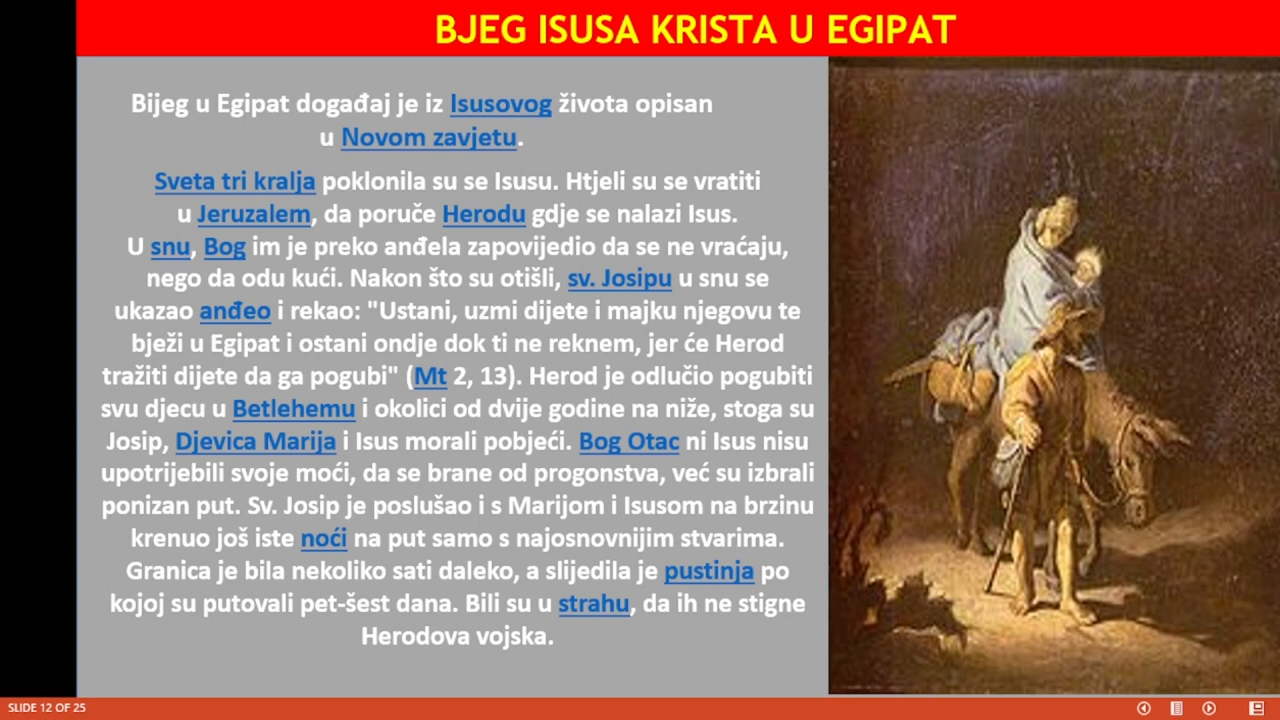 BJEG ISUSA KRISTA U EGIPAT
Bijeg u Egipat događaj je iz Isusovog života opisan
u Novom zavjetu.
Sveta tri kralja poklonila su se Isusu. Htjeli su se vratiti
u Jeruzalem, da poruče Herodu gdje se nalazi Isus.
U snu, Bog im je preko anđela zapovijedio da se ne vraćaju,
nego da odu kući. Nakon što su otišli, sv. Josipu u snu se
ukazao anđeo i rekao: "Ustani, uzmi dijete i majku njegovu te
bježi u Egipat i ostani ondje dok ti ne reknem, jer će Herod
tražiti dijete da ga pogubi" (Mt 2, 13). Herod je odlučio pogubiti
svu djecu u Betlehemu i okolici od dvije godine na niže, stoga su
Josip, Djevica Marija i Isus morali pobjeći. Bog Otac ni Isus nisu
upotrijebili svoje moći, da se brane od progonstva, već su izbrali
ponizan put. Sv. Josip je poslušao i s Marijom i Isusom na brzinu
krenuo još iste noći na put samo s najosnovnijim stvarima.
Granica je bila nekoliko sati daleko, a slijedila je pustinja po
kojoj su putovali pet-šest dana. Bili su u strahu, da ih ne stigne
Herodova vojska.
SLIDE 12 OF 25